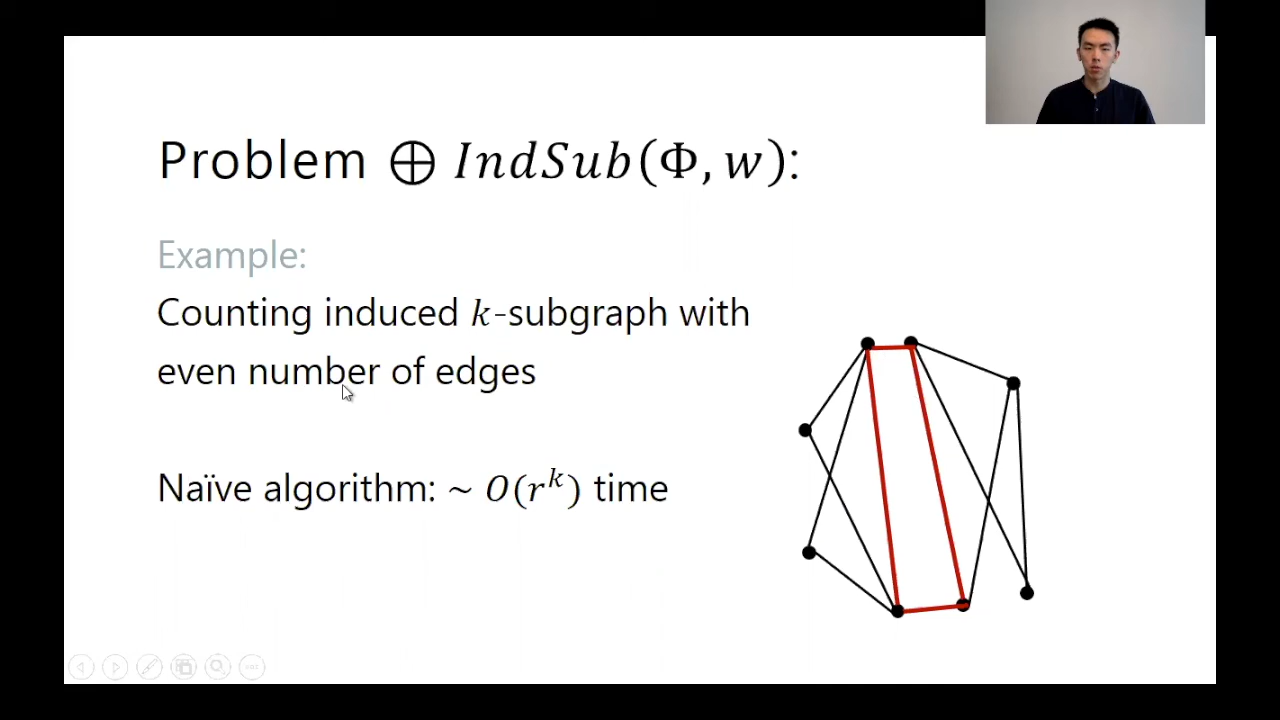 Problem ⊕ IndSub(Φ, w):
Example:
Counting induced k-subgraph with
even number of edges
Naïve algorithm: ~ O(r^k) time